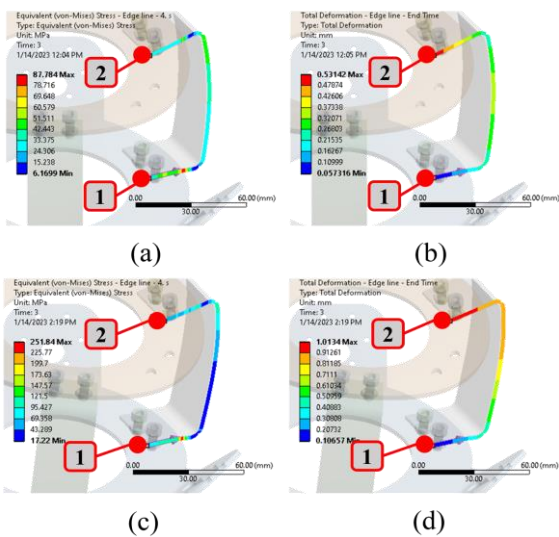 Equivalent (von-Mises) Stress - Edge line - 4. s
Type: Equivalent (von-Mises) Stress
Unit: MPa
Time: 3
1/14/2023 12:04 PM
87.784 Max
78.716
69.648
60.579
51.511
42.443
33.375
24.306
15.238
6.1699 Min
2
1
0.00
60.00 (mm)
30.00
(a)
Total Deformation - Edge line - End Time
Type: Total Deformation
Unit: mm
Time: 3
1/14/2023 12:05 PM
0.53142 Max
0.47874
0.42606
0.37338
0.32071
0.26803
0.21535
0.16267
0.10999
0.057316 Min
2
1
0.00
60.00 (mm)
30.00
(b)
Equivalent (von-Mises) Stress - Edge line - 4. s
Type: Equivalent (von-Mises) Stress
Unit: MPa
Time: 3
1/14/2023 2:19 PM
251.84 Max
225.77
199.7
173.63
147.57
121.5
95.427
69.358
43.289
17.22 Min
2
1
0.00
60.00 (mm)
30.00
(c)
Total Deformation - Edge line - End Time
Type: Total Deformation
Unit: mm
Time: 3
1/14/2023 2:19 PM
1.0134 Max
0.91261
0.81185
0.7111
0.61034
0.50959
0.40883
0.30808
0.20732
0.10657 Min
2
1
0.00
60.00 (mm)
30.00
(d)